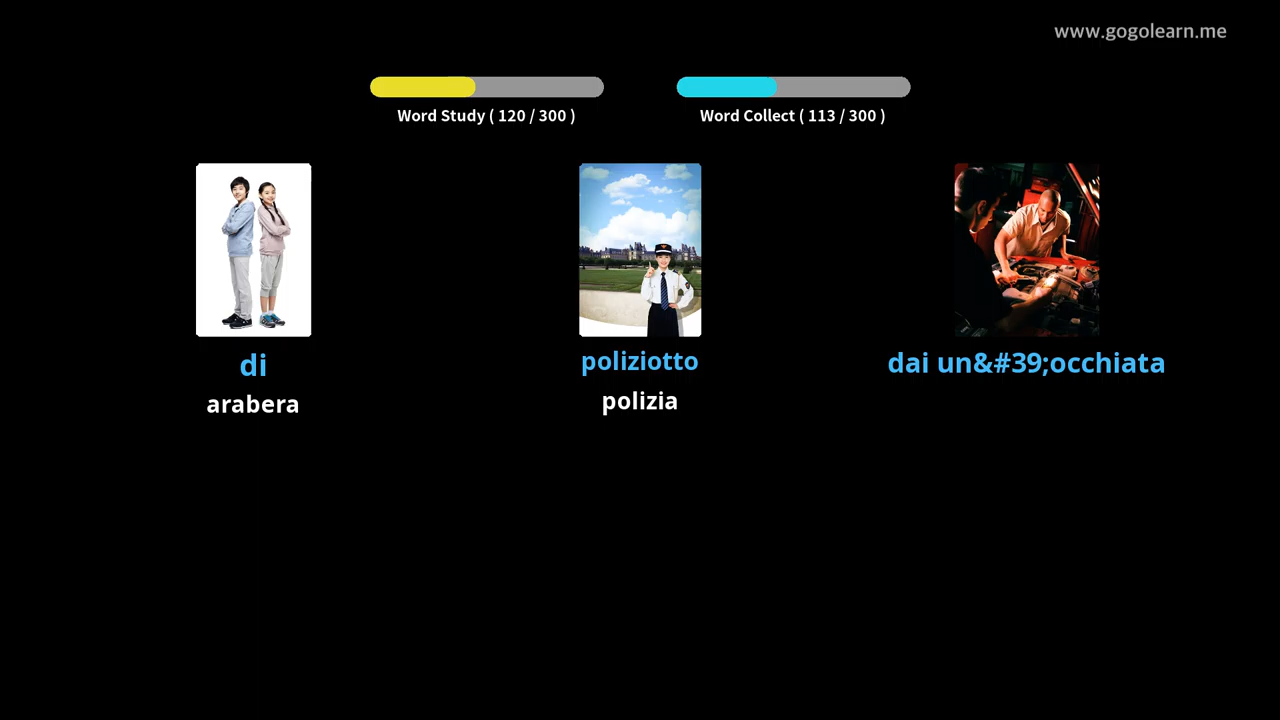 www.gogolearn.me
Word Study ( 120 / 300 )
Word Collect ( 113 / 300 )
di
arabera
poliziotto
polizia
dai un&#39;occhiata